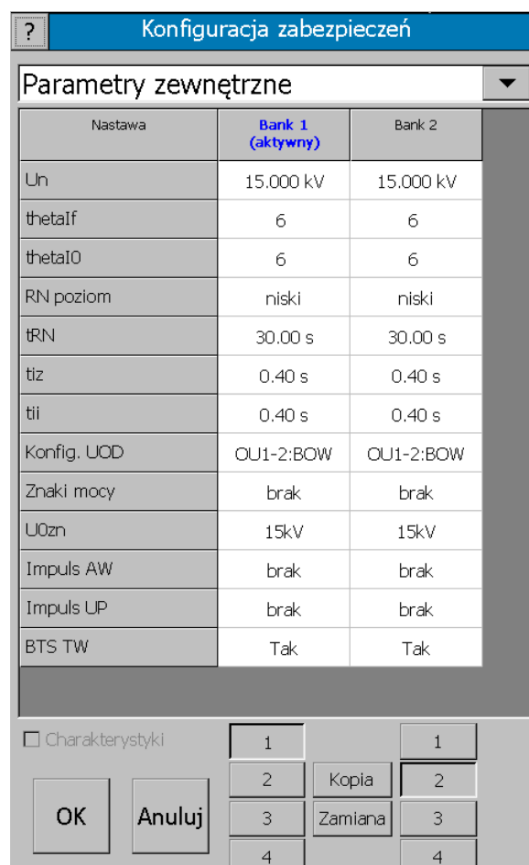 ? Konfiguracja zabezpieczeń
Parametry zewnętrzne
Nastawa Bank 1 (aktywny) Bank 2
Un 15.000 kV 15.000 kV
thetaIf 6 6
thetaI0 6 6
RN poziom niski niski
tRN 30.00 s 30.00 s
tiz 0.40 s 0.40 s
tii 0.40 s 0.40 s
Konfig. UOD OU1-2:BOW OU1-2:BOW
Znaki mocy brak brak
U0zn 15kV 15kV
Impuls AW brak brak
Impuls UP brak brak
BTS TW Tak Tak
Charakterystyki 1 1
2 Kopia 2
OK Anuluj 3 Zamiana 3
4 4